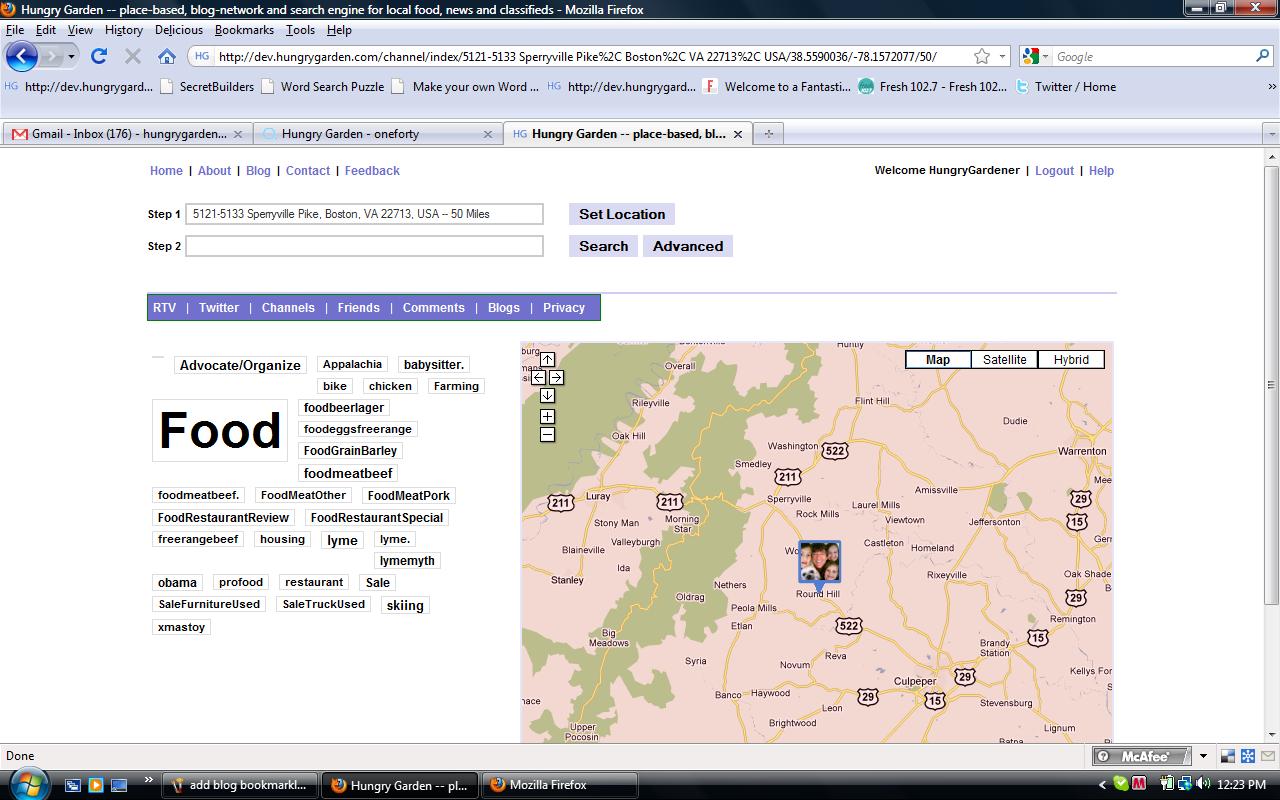 Hungry Garden -- place-based, blog-network and search engine for local food, news and classifieds - Mozilla Firefox
File Edit View History Delicious Bookmarks Tools Help
HG http://dev.hungrygarden.com/channel/index/5121-5133 Sperryville Pike%2C Boston%2C VA 22713%2C USA/38.5590036/-78.1572077/50/ Google
HG http://dev.hungrygard... SecretBuilders Word Search Puzzle Make your own Word ... HG http://dev.hungrygard... F Welcome to a Fantasti... Fresh 102.7 - Fresh 102... Twitter / Home »
Gmail - Inbox (176) - hungrygarden... Hungry Garden - oneforty HG Hungry Garden -- place-based, bl...
Home | About | Blog | Contact | Feedback Welcome HungryGardener | Logout | Help
Step 1 5121-5133 Sperryville Pike, Boston, VA 22713, USA -- 50 Miles Set Location
Step 2 Search Advanced
RTV | Twitter | Channels | Friends | Comments | Blogs | Privacy
Advocate/Organize Appalachia babysitter.
bike chicken Farming
Food foodbeerlager
foodeggsfreerange
FoodGrainBarley
foodmeatbeef
foodmeatbeef. FoodMeatOther FoodMeatPork
FoodRestaurantReview FoodRestaurantSpecial
freerangebeef housing lyme lyme.
lymemyth
obama profood restaurant Sale
SaleFurnitureUsed SaleTruckUsed skiing
xmastoy
Map Satellite Hybrid
Huntly
Overall
Rileyville
Flint Hill
Dudie
Oak Hill
Washington
522
Warrenton
Smedley
211
Amissville
Luray
211
211
Sperryville
29
Rock Mills
Laurel Mills
Stony Man
Morning
Star
Viewtown
Jeffersonton
15
Valleyburgh
Castleton
Blaineville
Homeland
Ida
Stanley
Rixeyville
Oak Shade
Nethers
Round Hill
Oldrag
29
Peola Mills
Remington
Etlan
522
Big
Meadows
15
Brandy
Station
Syria
Reva
Novum
Kellys For
Culpeper
29
Banco
Haywood
29
15
Stevensburg
Leon
Brightwood
Lignum
Upper
Pocosin
Done McAfee
» add blog bookmarkl... Hungry Garden -- pl... Mozilla Firefox 12:23 PM